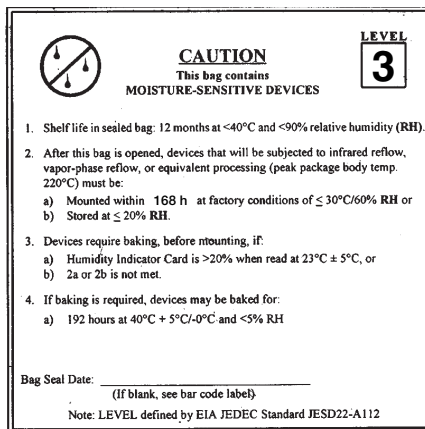 LEVEL
3
CAUTION
This bag contains
MOISTURE-SENSITIVE DEVICES
1. Shelf life in sealed bag: 12 months at <40°C and <90% relative humidity (RH).
2. After this bag is opened, devices that will be subjected to infrared reflow,
vapor-phase reflow, or equivalent processing (peak package body temp.
220°C) must be:
a) Mounted within 168 h at factory conditions of ≤ 30°C/60% RH or
b) Stored at ≤ 20% RH.
3. Devices require baking, before mounting, if:
a) Humidity Indicator Card is >20% when read at 23°C ± 5°C, or
b) 2a or 2b is not met.
4. If baking is required, devices may be baked for:
a) 192 hours at 40°C + 5°C/-0°C and <5% RH
Bag Seal Date:
(If blank, see bar code label)
Note: LEVEL defined by EIA JEDEC Standard JESD22-A112